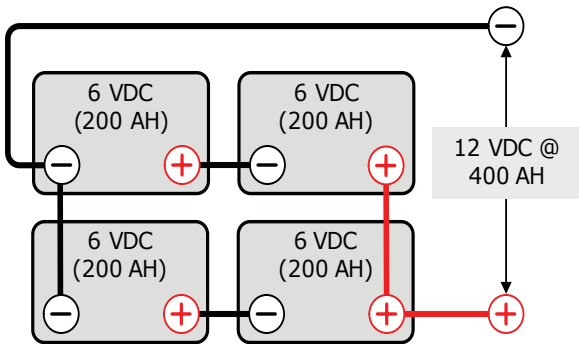 −
6 VDC
(200 AH)
6 VDC
(200 AH)
− + − +
12 VDC @
400 AH
6 VDC
(200 AH)
6 VDC
(200 AH)
− + − + +